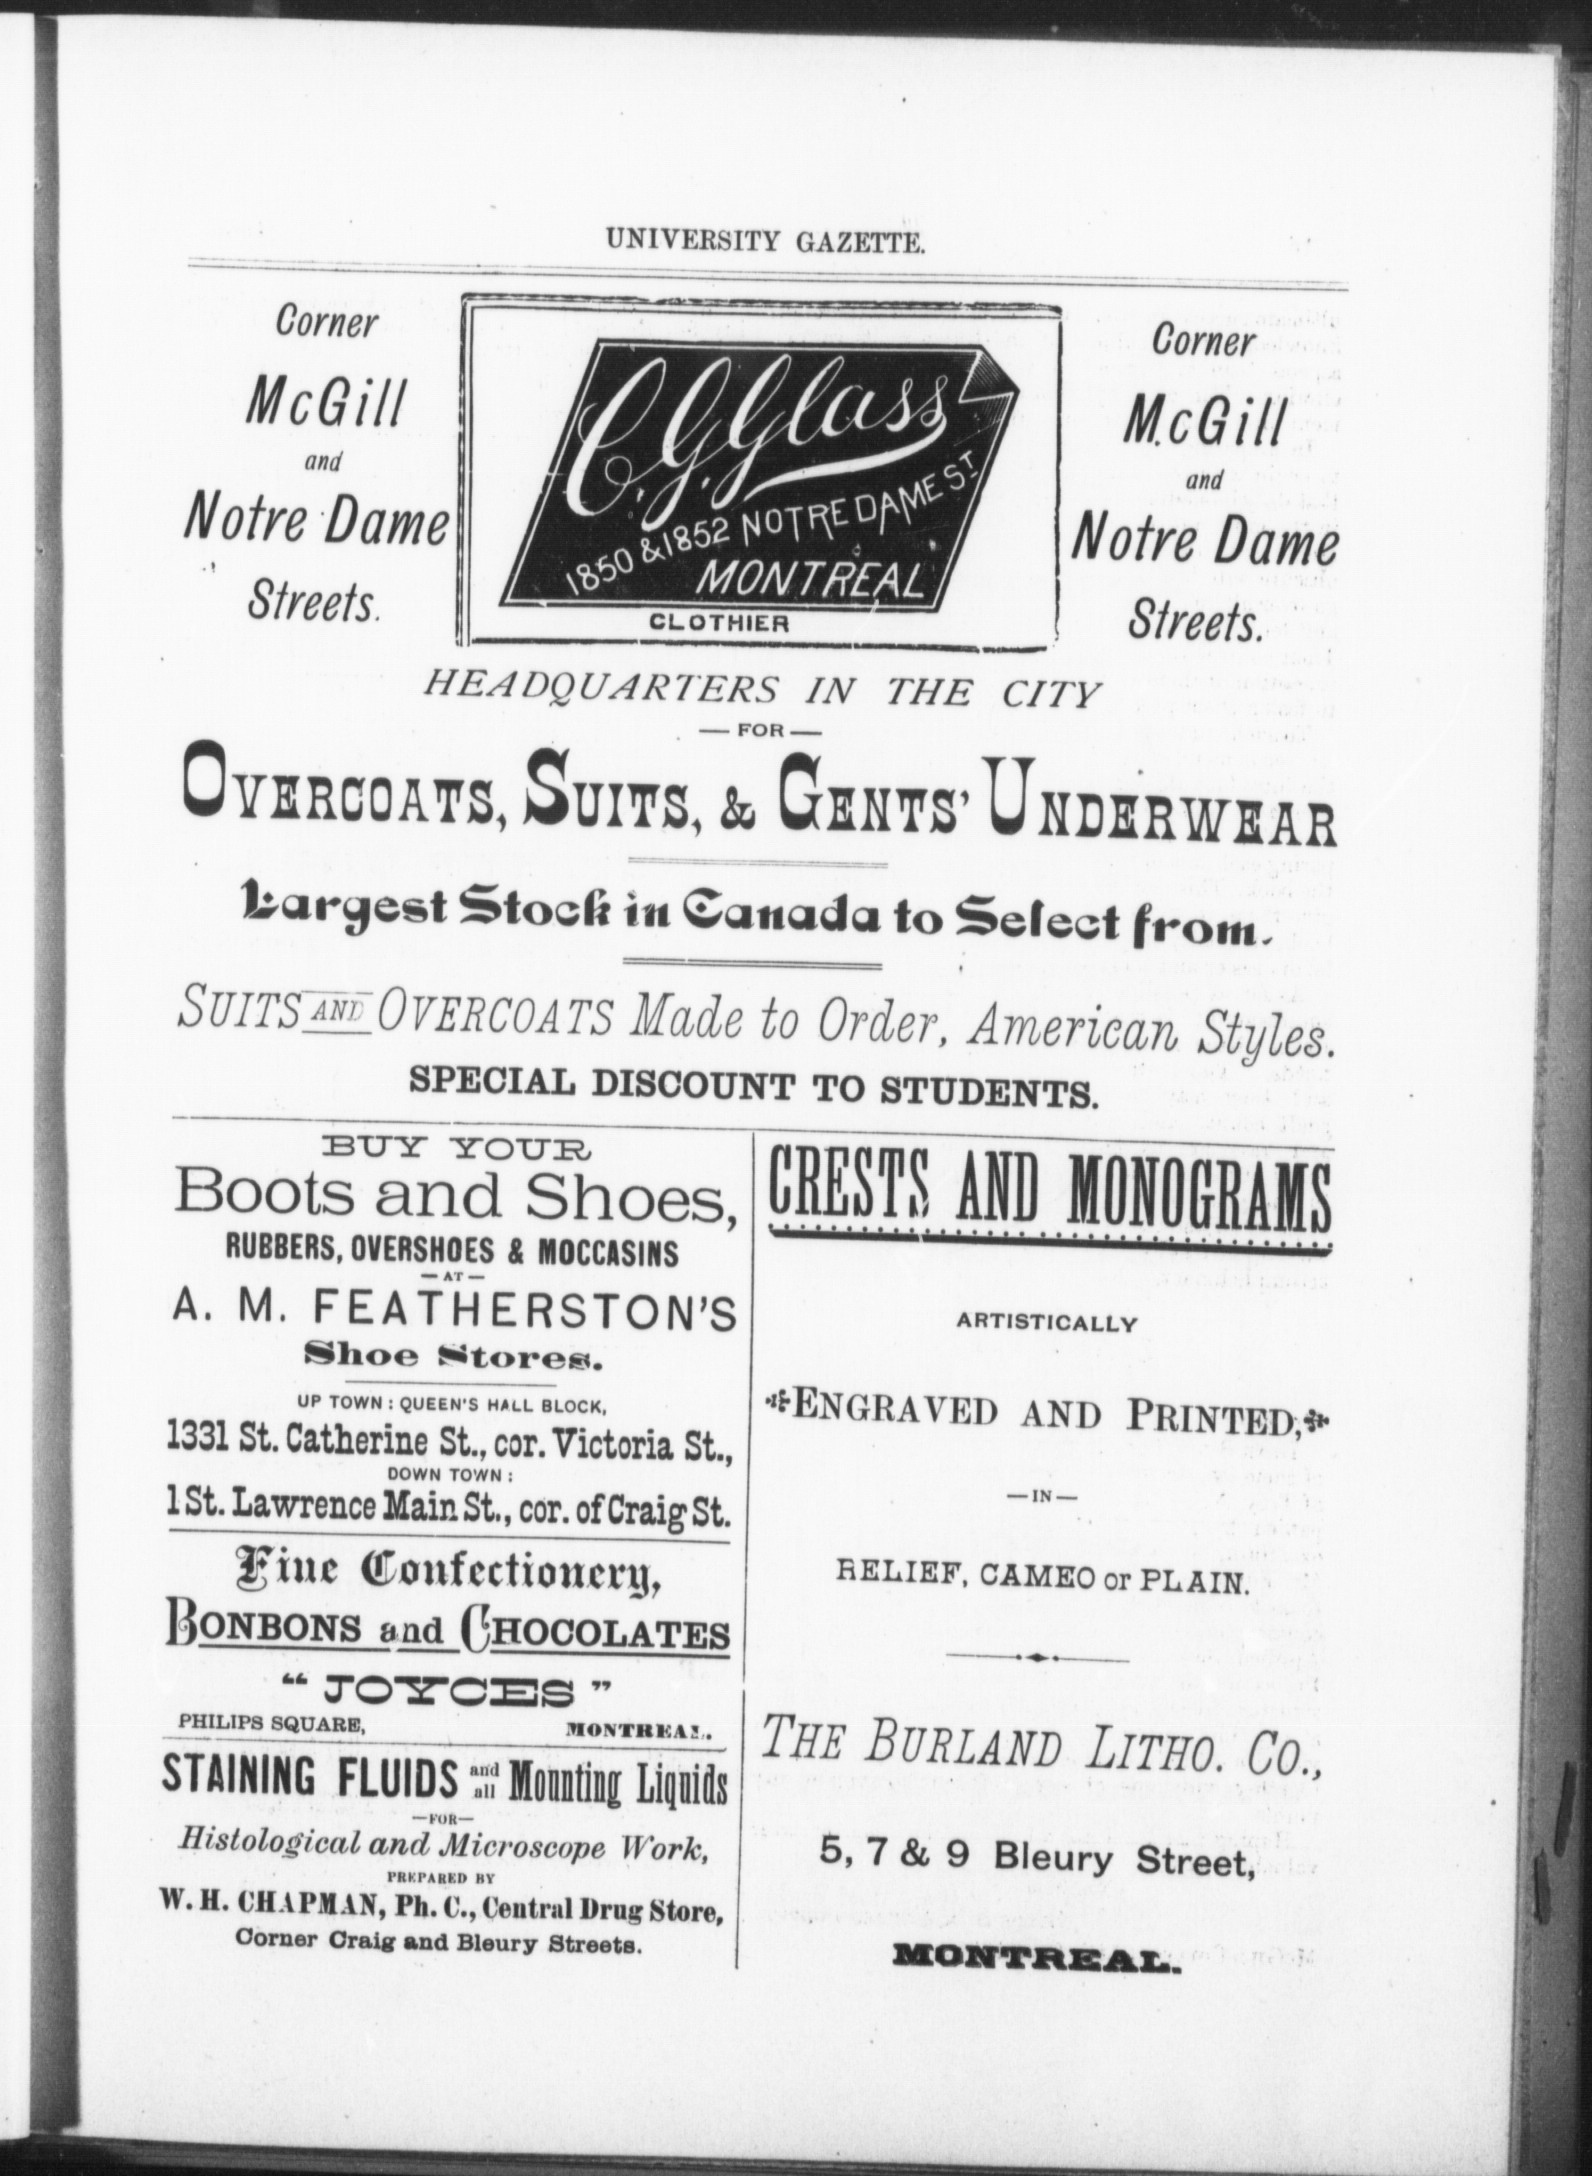 UNIVERSITY GAZETTE.
Corner
McGill
and
Notre Dame
Streets.
C. G. Glass
1850 & 1852 NOTRE DAME ST
MONTREAL
CLOTHIER
Corner
McGill
and
Notre Dame
Streets.
HEADQUARTERS IN THE CITY
— FOR —
OVERCOATS, SUITS, & GENTS' UNDERWEAR
Largest Stock in Canada to Select from.
SUITS AND OVERCOATS Made to Order, American Styles.
SPECIAL DISCOUNT TO STUDENTS.
BUY YOUR
Boots and Shoes,
RUBBERS, OVERSHOES & MOCCASINS
— AT —
A. M. FEATHERSTON'S
Shoe Stores.
UP TOWN : QUEEN'S HALL BLOCK,
1331 St. Catherine St., cor. Victoria St.,
DOWN TOWN :
1 St. Lawrence Main St., cor. of Craig St.
Fine Confectionery,
BONBONS and CHOCOLATES
“ JOYCES ”
PHILIPS SQUARE, MONTREAL.
STAINING FLUIDS and all Mounting Liquids
—FOR—
Histological and Microscope Work,
PREPARED BY
W. H. CHAPMAN, Ph. C., Central Drug Store,
Corner Craig and Bleury Streets.
CRESTS AND MONOGRAMS
ARTISTICALLY
ENGRAVED AND PRINTED,
— IN —
RELIEF, CAMEO or PLAIN.
THE BURLAND LITHO. CO.,
5, 7 & 9 Bleury Street,
MONTREAL.